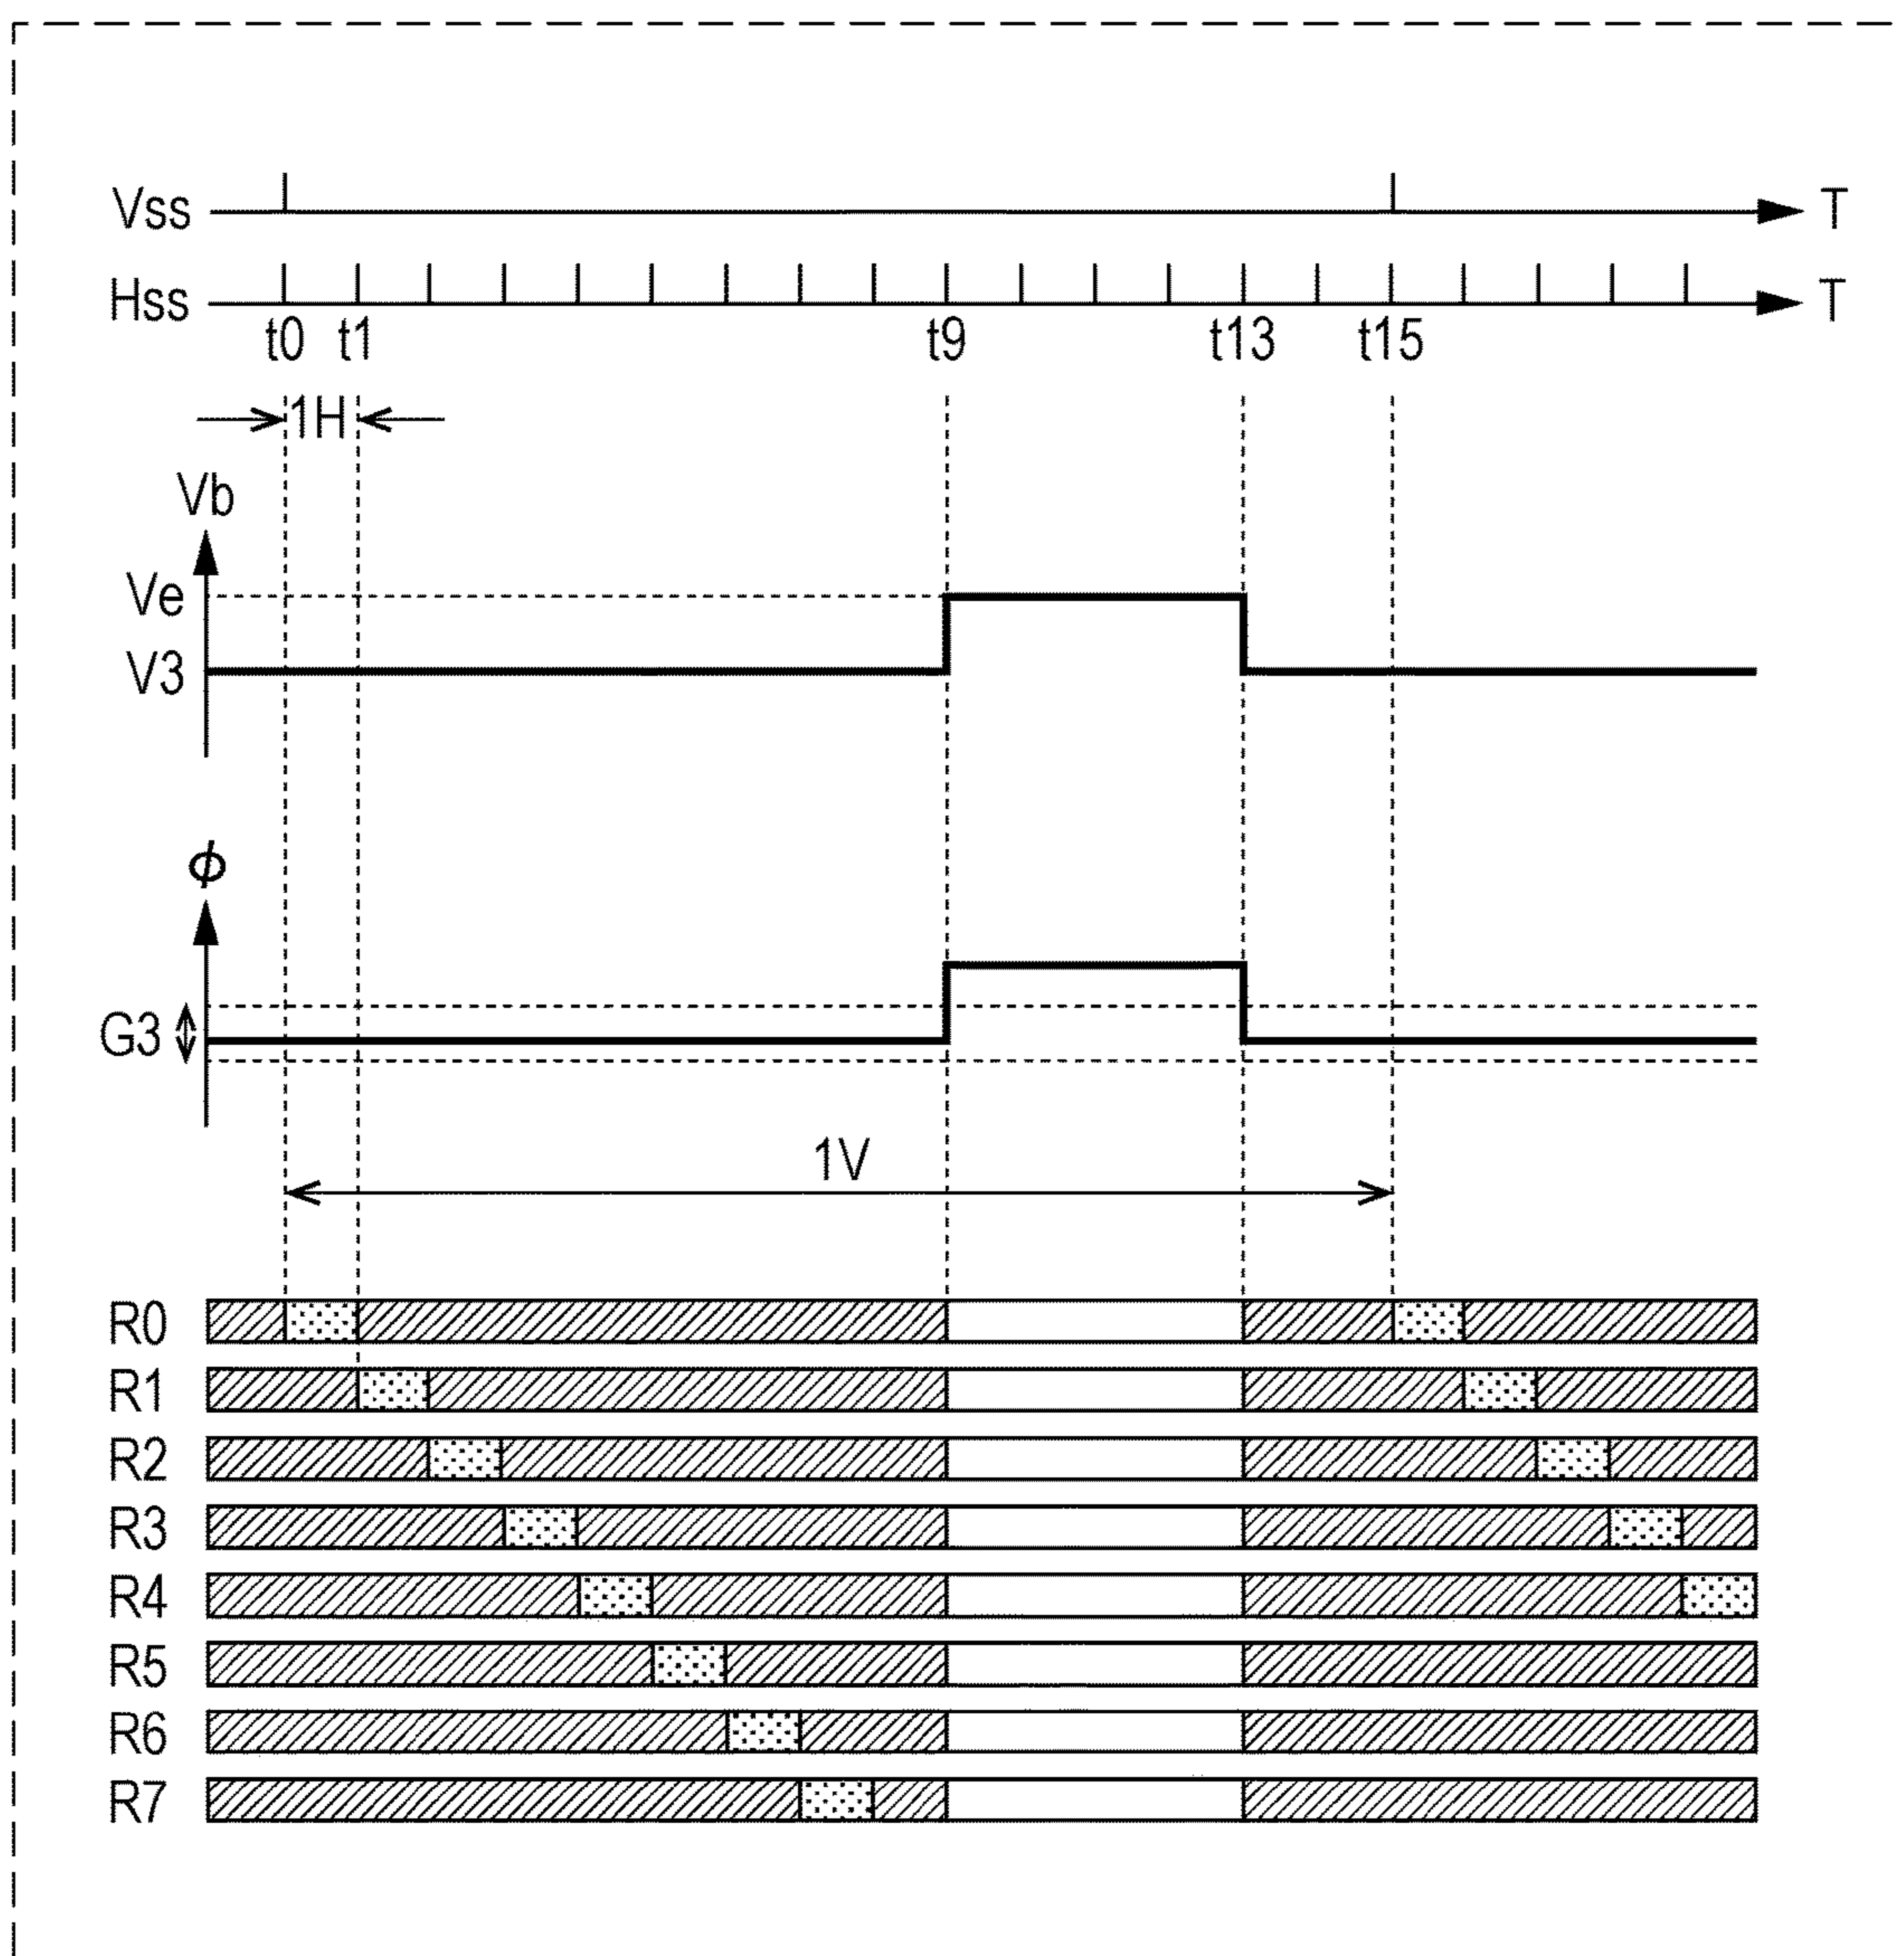 Vss T
Hss T
t0 t1 t9 t13 t15
1H
Vb
Ve
V3
ϕ
G3
1V
R0
R1
R2
R3
R4
R5
R6
R7